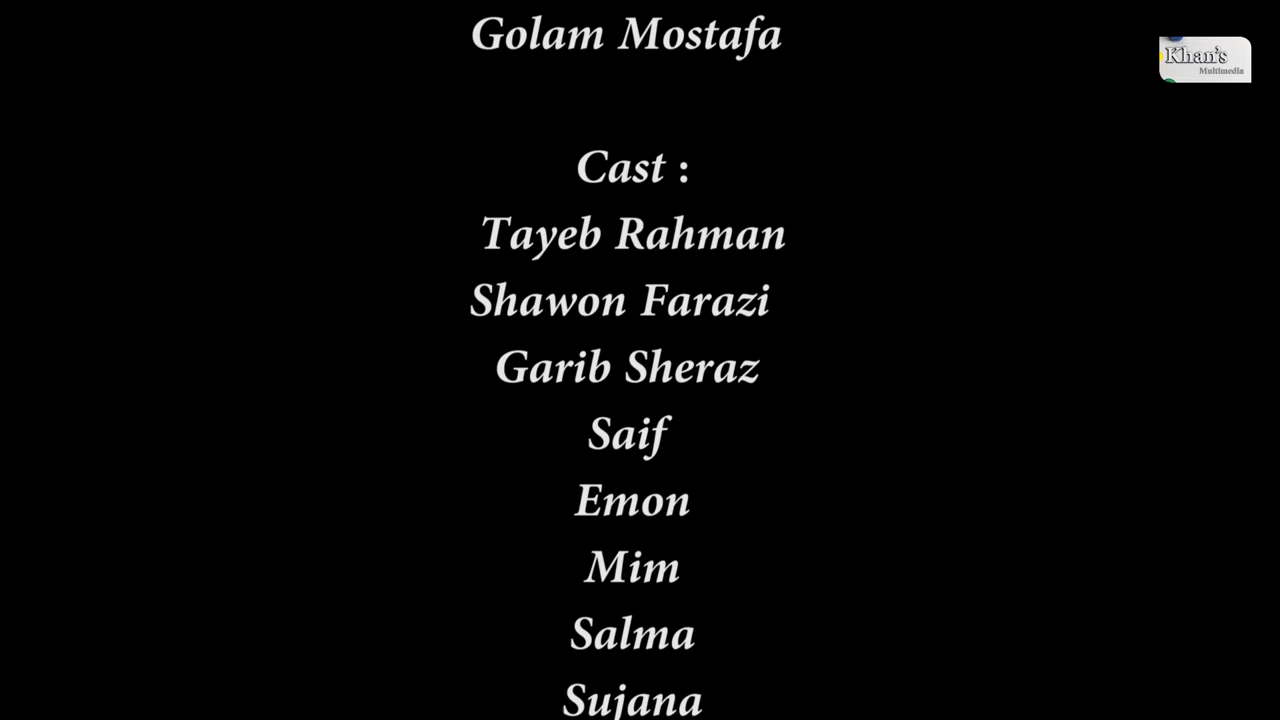 Golam Mostafa
Khan's
Multimedia
Cast :
Tayeb Rahman
Shawon Farazi
Garib Sheraz
Saif
Emon
Mim
Salma
Sujana